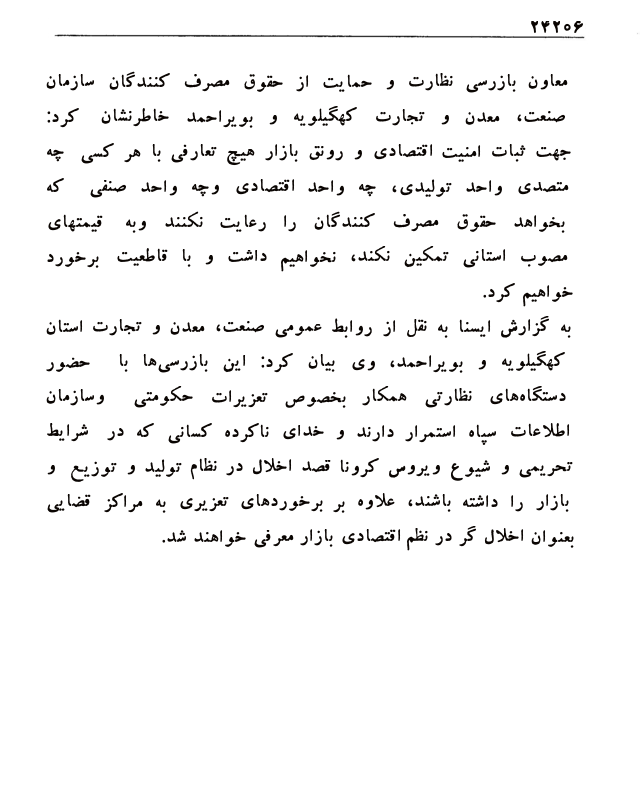 ۲۴۲۰۶
معاون بازرسی نظارت و حمایت از حقوق مصرف کنندگان سازمان
صنعت، معدن و تجارت کهگیلویه و بویراحمد خاطرنشان کرد:
جهت ثبات امنیت اقتصادی و رونق بازار هیچ تعارفی با هر کسی چه
متصدی واحد تولیدی، چه واحد اقتصادی وچه واحد صنفی که
بخواهد حقوق مصرف کنندگان را رعایت نکنند وبه قیمتهای
مصوب استانی تمکین نکند، نخواهیم داشت و با قاطعیت برخورد
خواهیم کرد.
به گزارش ایسنا به نقل از روابط عمومی صنعت، معدن و تجارت استان
کهگیلویه و بویراحمد، وی بیان کرد: این بازرسی‌ها با حضور
دستگاه‌های نظارتی همکار بخصوص تعزیرات حکومتی وسازمان
اطلاعات سپاه استمرار دارند و خدای ناکرده کسانی که در شرایط
تحریمی و شیوع ویروس کرونا قصد اخلال در نظام تولید و توزیع و
بازار را داشته باشند، علاوه بر برخوردهای تعزیری به مراکز قضایی
بعنوان اخلال گر در نظم اقتصادی بازار معرفی خواهند شد.